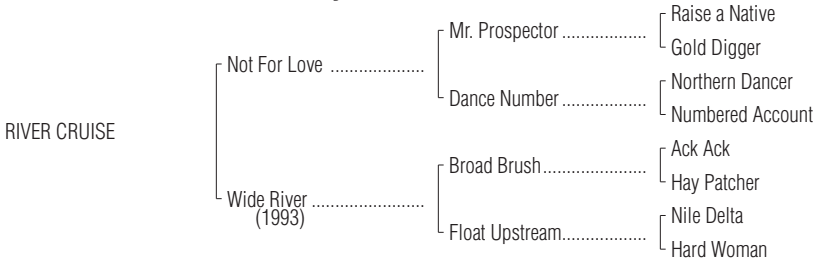 Raise a Native
Mr. Prospector ..................
Gold Digger
Not For Love ....................
Northern Dancer
Dance Number ..................
Numbered Account
RIVER CRUISE
Ack Ack
Broad Brush......................
Hay Patcher
Wide River ........................
(1993)
Nile Delta
Float Upstream..................
Hard Woman